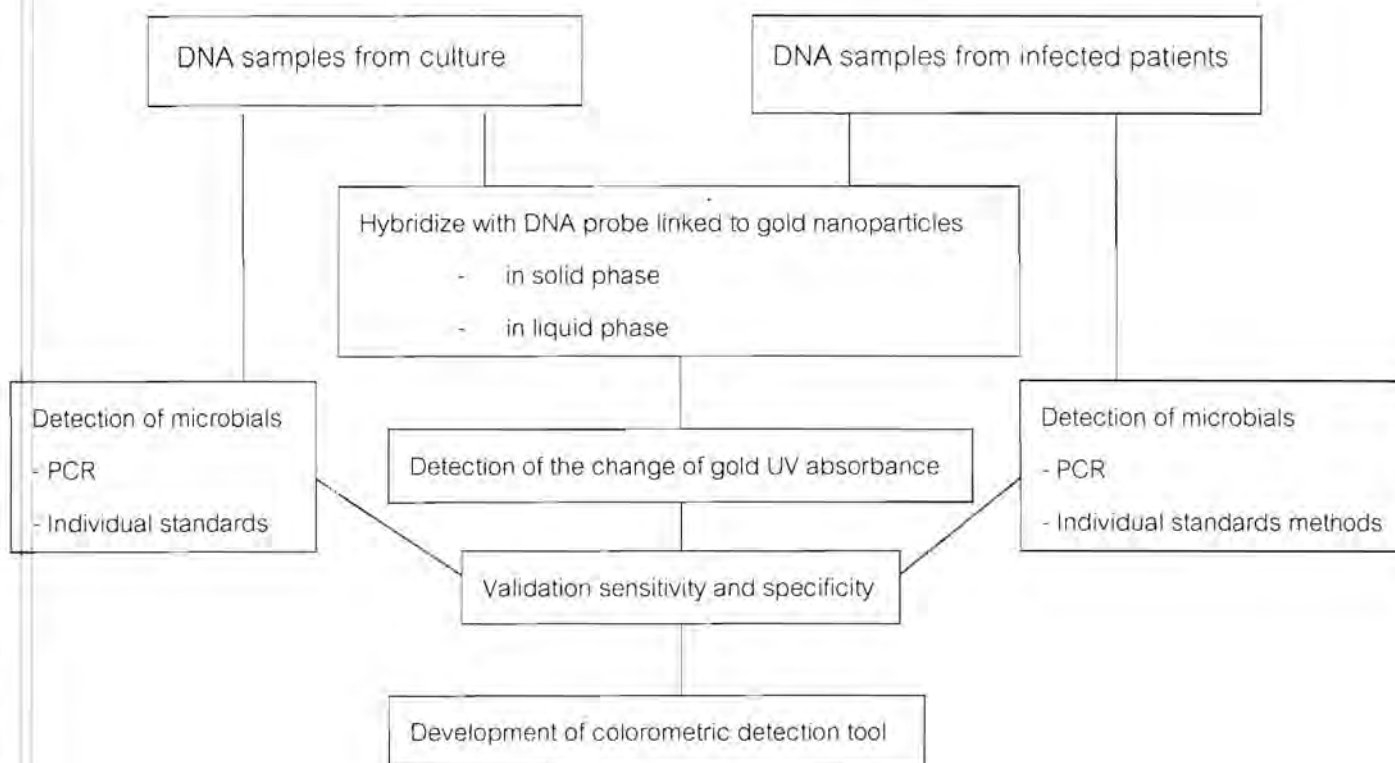 DNA samples from culture
DNA samples from infected patients
Hybridize with DNA probe linked to gold nanoparticles
- in solid phase
- in liquid phase
Detection of microbials
- PCR
- Individual standards
Detection of the change of gold UV absorbance
Detection of microbials
- PCR
- Individual standards methods
Validation sensitivity and specificity
Development of colorometric detection tool